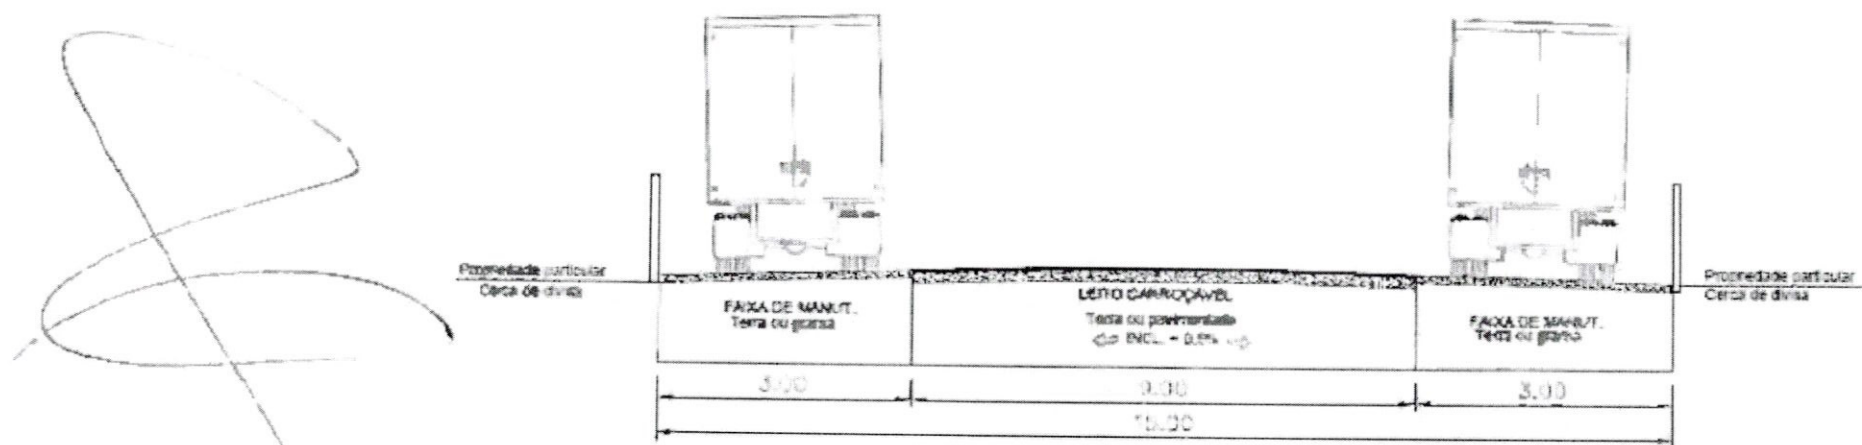 Propriedade particular
Cerca de divisa
FAIXA DE MANUT.
Terra ou grama
LEITO CARROÇÁVEL
Terra ou pavimentado
INCL. = 0.5%
FAIXA DE MANUT.
Terra ou grama
Propriedade particular
Cerca de divisa
3.00
9.00
3.00
15.00